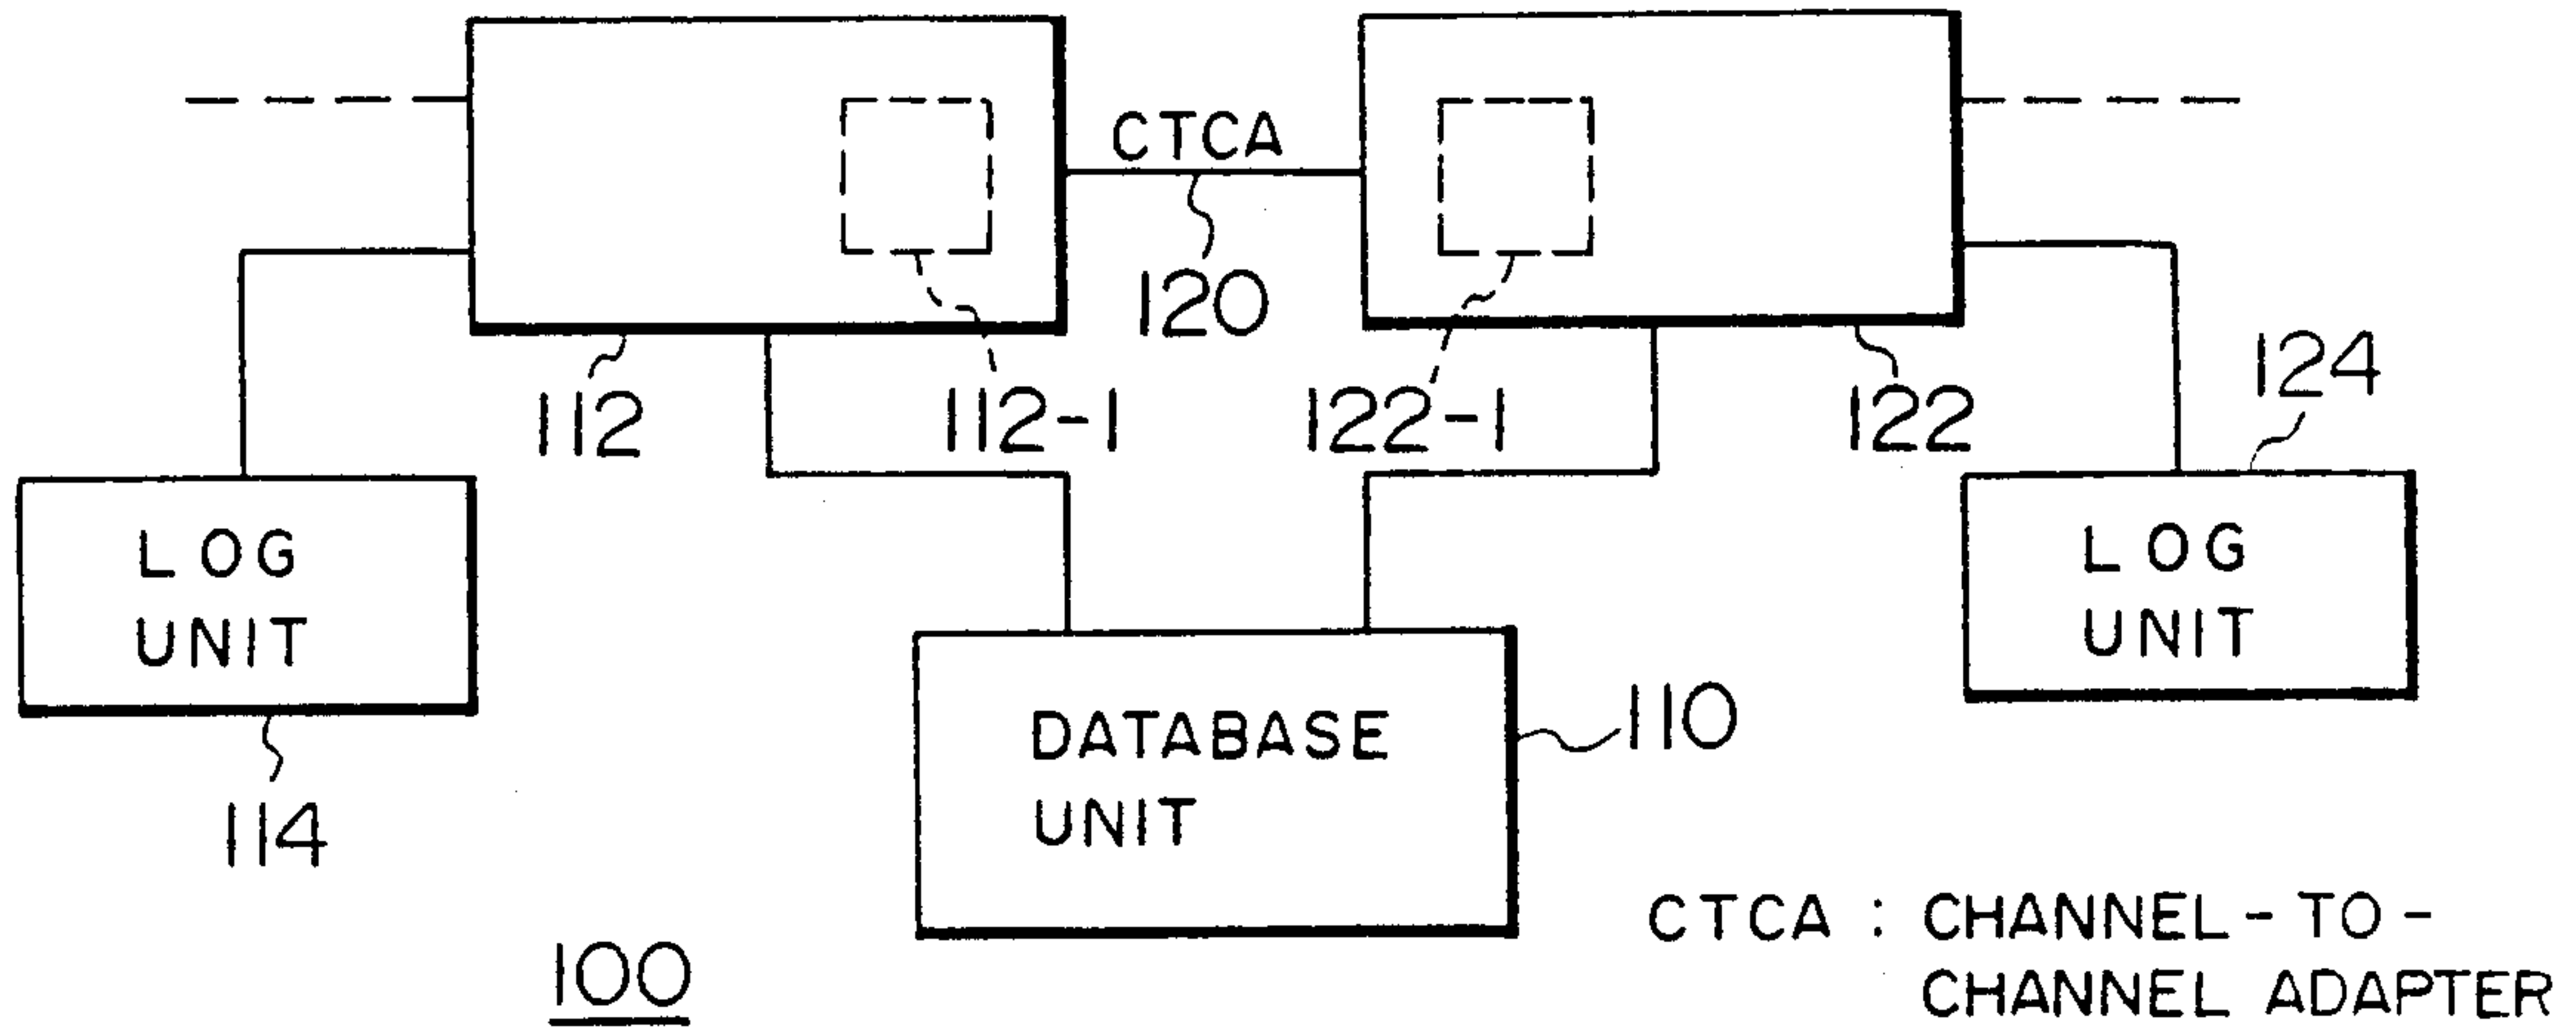 CTCA
120
112
112-1
122-1
122
124
LOG
UNIT
LOG
UNIT
114
DATABASE
UNIT
110
100
CTCA : CHANNEL-TO-
CHANNEL ADAPTER